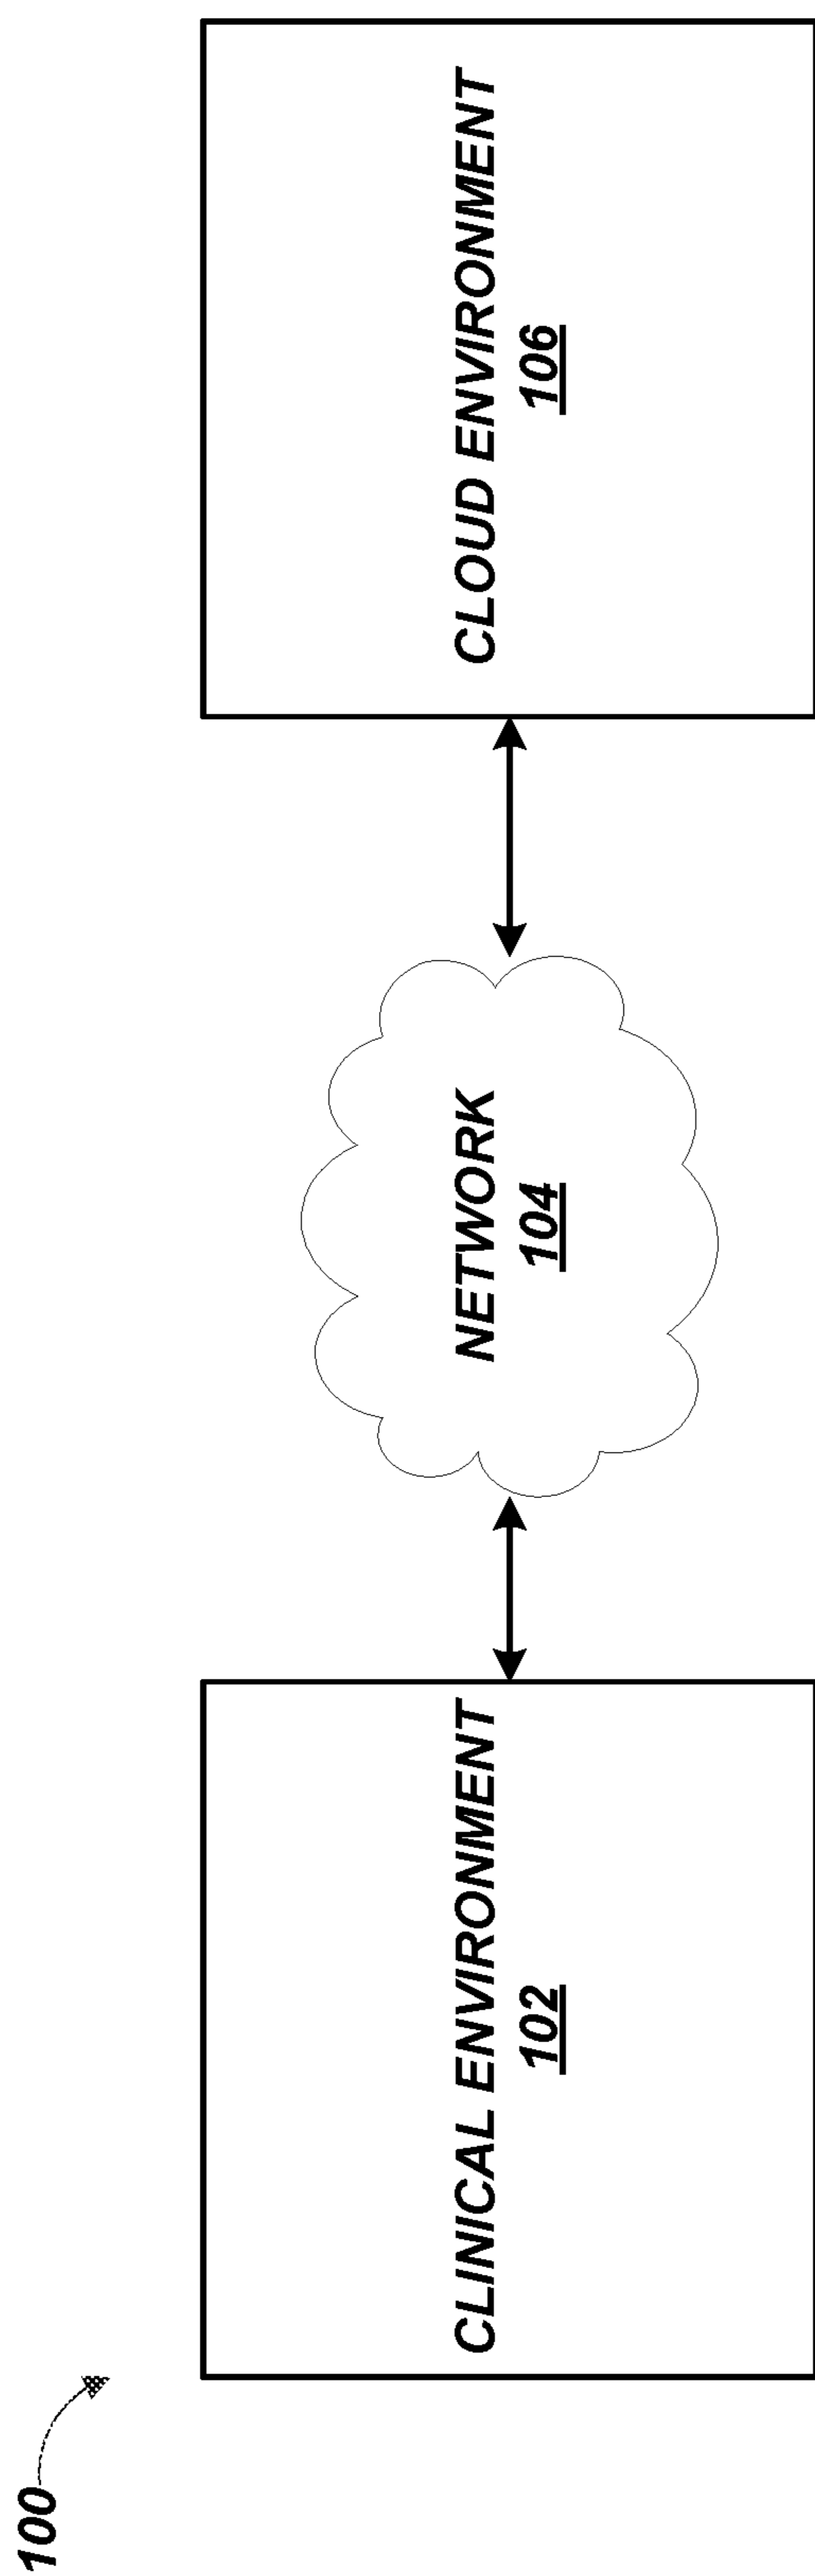 100
CLINICAL ENVIRONMENT
102
NETWORK
104
CLOUD ENVIRONMENT
106